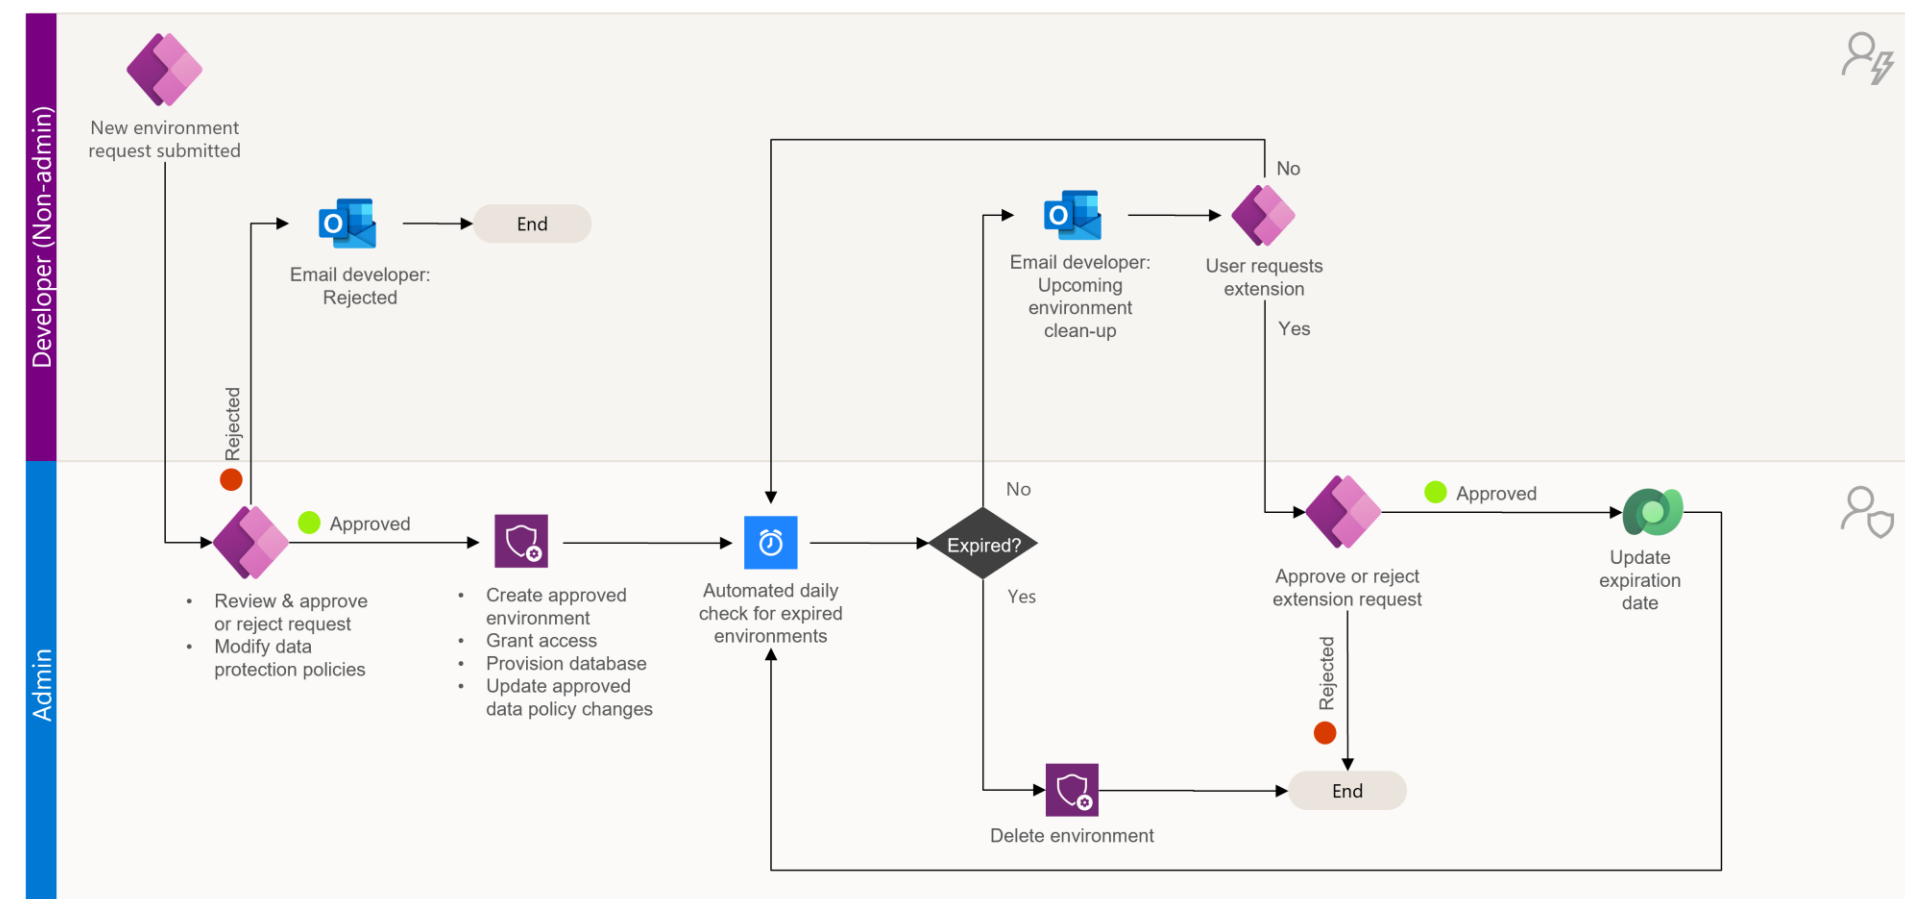 Developer (Non-admin)
New environment
request submitted
Rejected
O
Email developer:
Rejected
End
O
Email developer:
Upcoming
environment
clean-up
No
User requests
extension
Yes
Admin
Approved
• Review & approve
or reject request
• Modify data
protection policies
• Create approved
environment
• Grant access
• Provision database
• Update approved
data policy changes
Automated daily
check for expired
environments
No
Expired?
Yes
Delete environment
Approved
Approve or reject
extension request
Rejected
End
Update
expiration
date